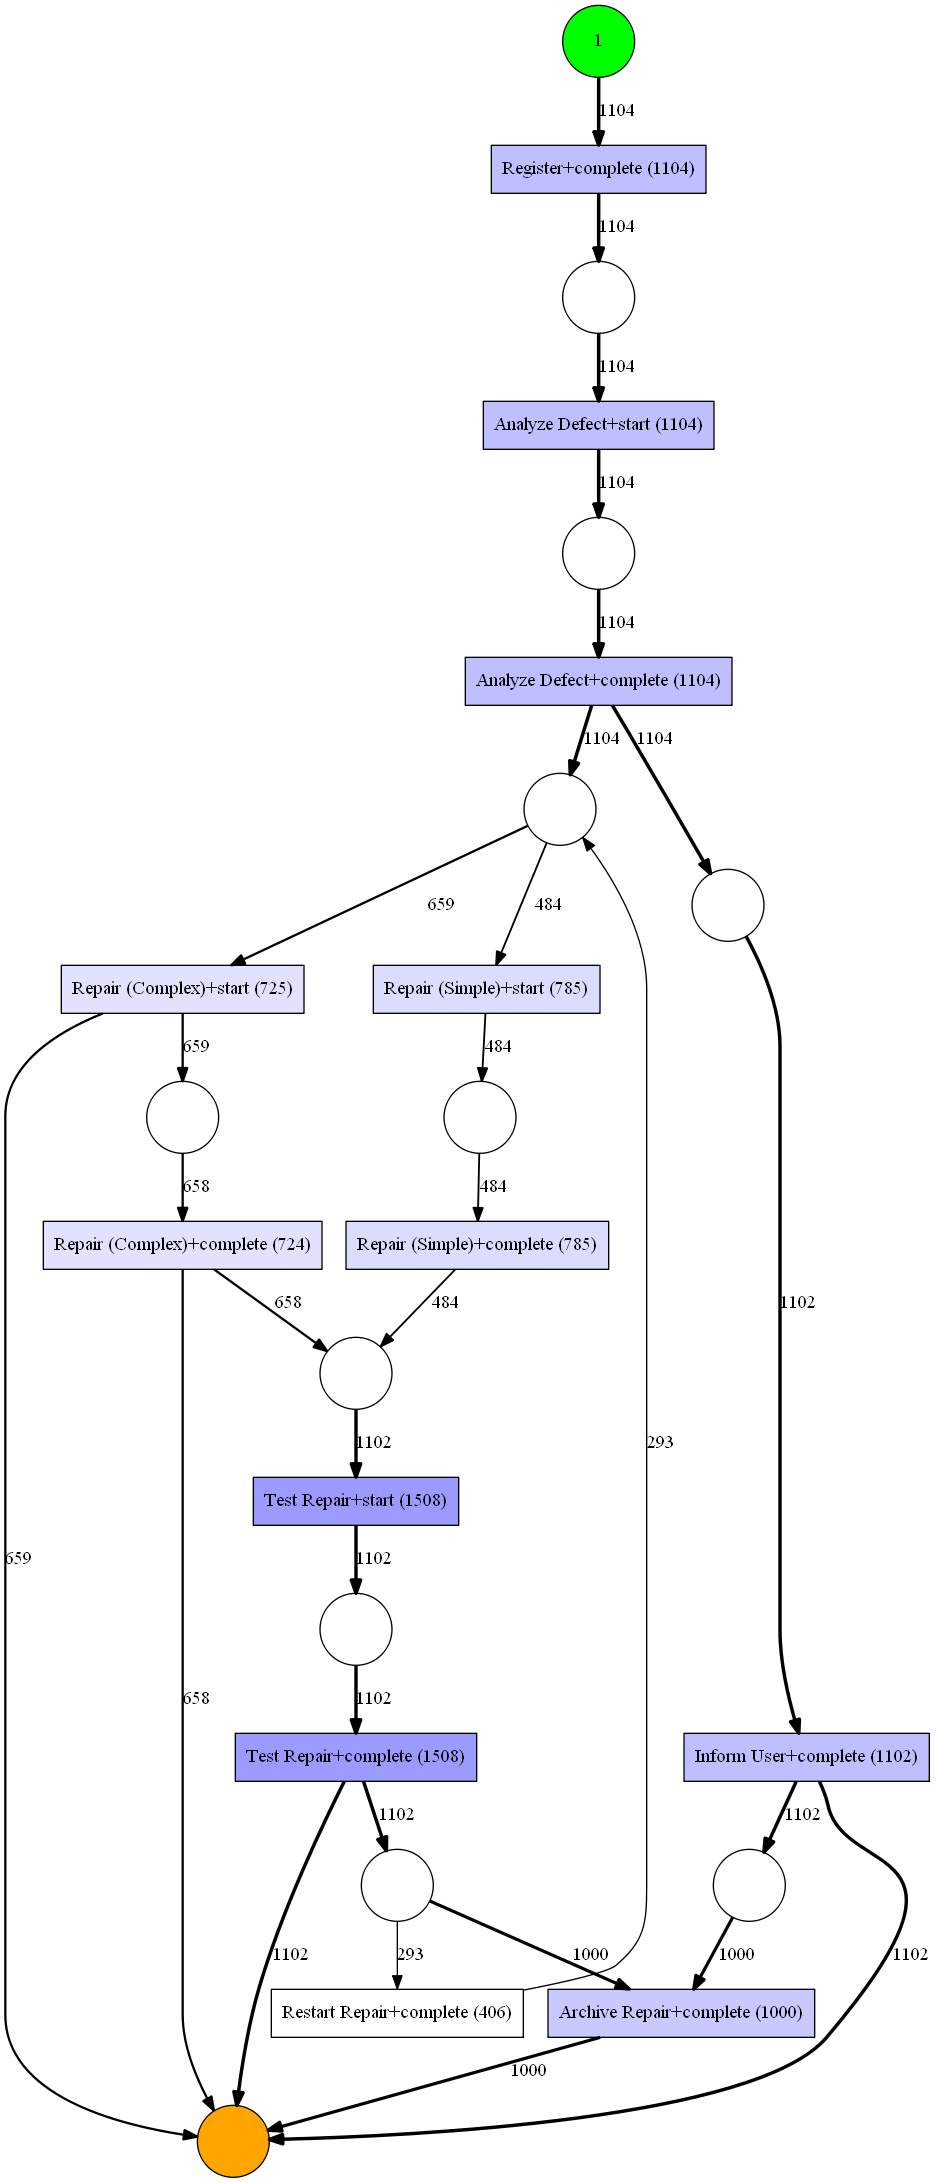 1
1104
Register+complete (1104)
1104
1104
Analyze Defect+start (1104)
1104
1104
Analyze Defect+complete (1104)
1104
1104
659
484
Repair (Complex)+start (725)
Repair (Simple)+start (785)
659
484
658
484
Repair (Complex)+complete (724)
Repair (Simple)+complete (785)
658
484
1102
1102
293
Test Repair+start (1508)
659
1102
658
1102
Test Repair+complete (1508)
Inform User+complete (1102)
1102
1102
1102
293
1000
1000
1102
Restart Repair+complete (406)
Archive Repair+complete (1000)
1000